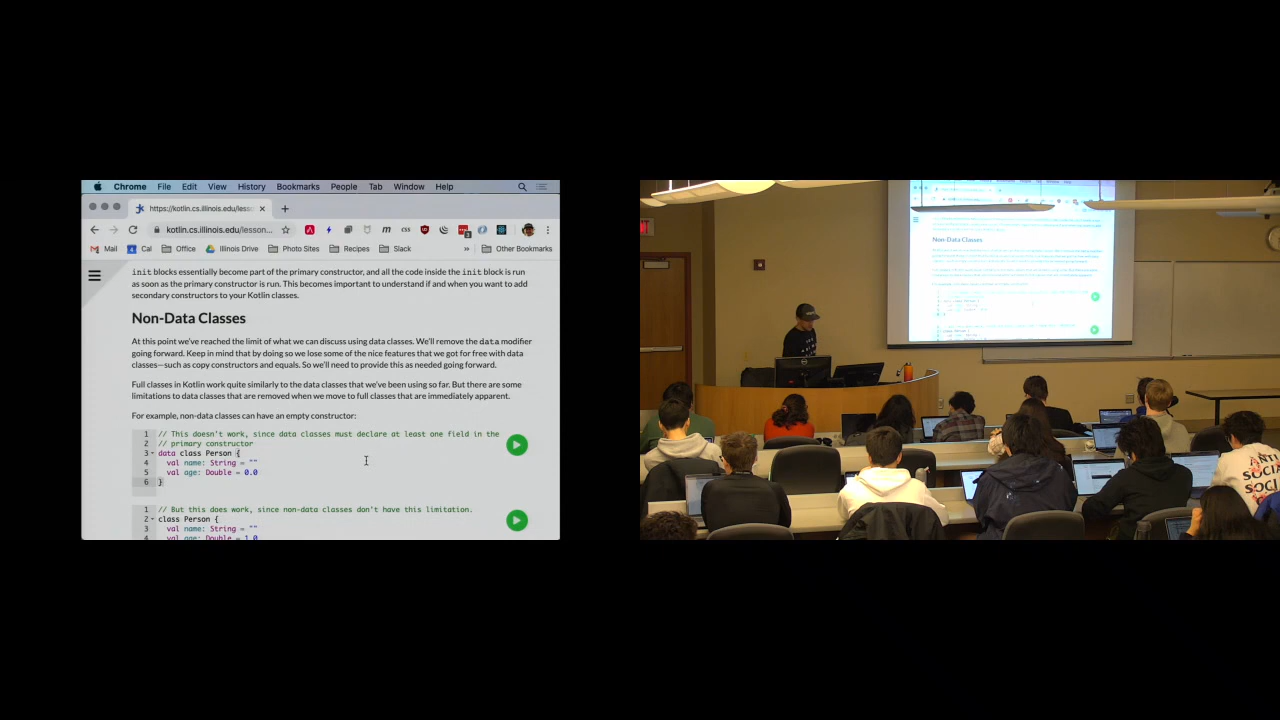 Chrome File Edit View History Bookmarks People Tab Window Help
https://kotlin.cs.illinois.edu/less
kotlin.cs.illinois.edu/lesson...
Mail Cal Office Illinois Drive Photo Sites Recipes Slack » Other Bookmarks
init blocks essentially become part of the primary constructor, and all the code inside the init block is run
as soon as the primary constructor is run. This becomes important to understand if and when you want to add
secondary constructors to your Kotlin classes.
Non-Data Classes
At this point we've reached the limit of what we can discuss using data classes. We'll remove the data modifier
going forward. Keep in mind that by doing so we lose some of the nice features that we got for free with data
classes—such as copy constructors and equals. So we'll need to provide this as needed going forward.
Full classes in Kotlin work quite similarly to the data classes that we've been using so far. But there are some
limitations to data classes that are removed when we move to full classes that are immediately apparent.
For example, non-data classes can have an empty constructor:
1 // This doesn't work, since data classes must declare at least one field in the
2 // primary constructor
3 data class Person {
4 val name: String = ""
5 val age: Double = 0.0
6 }
1 // But this does work, since non-data classes don't have this limitation.
2 class Person {
3 val name: String = ""
4 val age: Double = 1.0
Non-Data Classes
ANTI
SOCIAL
SOCI